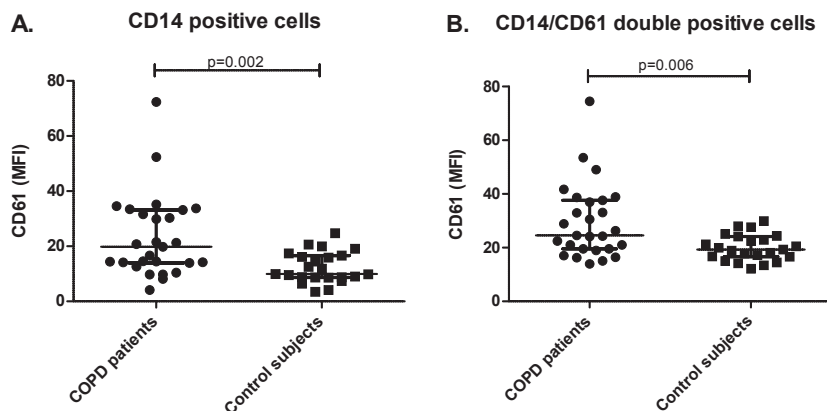 A.
CD14 positive cells
p=0.002
80
60
40
20
0
CD61 (MFI)
COPD patients
Control subjects
B.
CD14/CD61 double positive cells
p=0.006
80
60
40
20
0
CD61 (MFI)
COPD patients
Control subjects